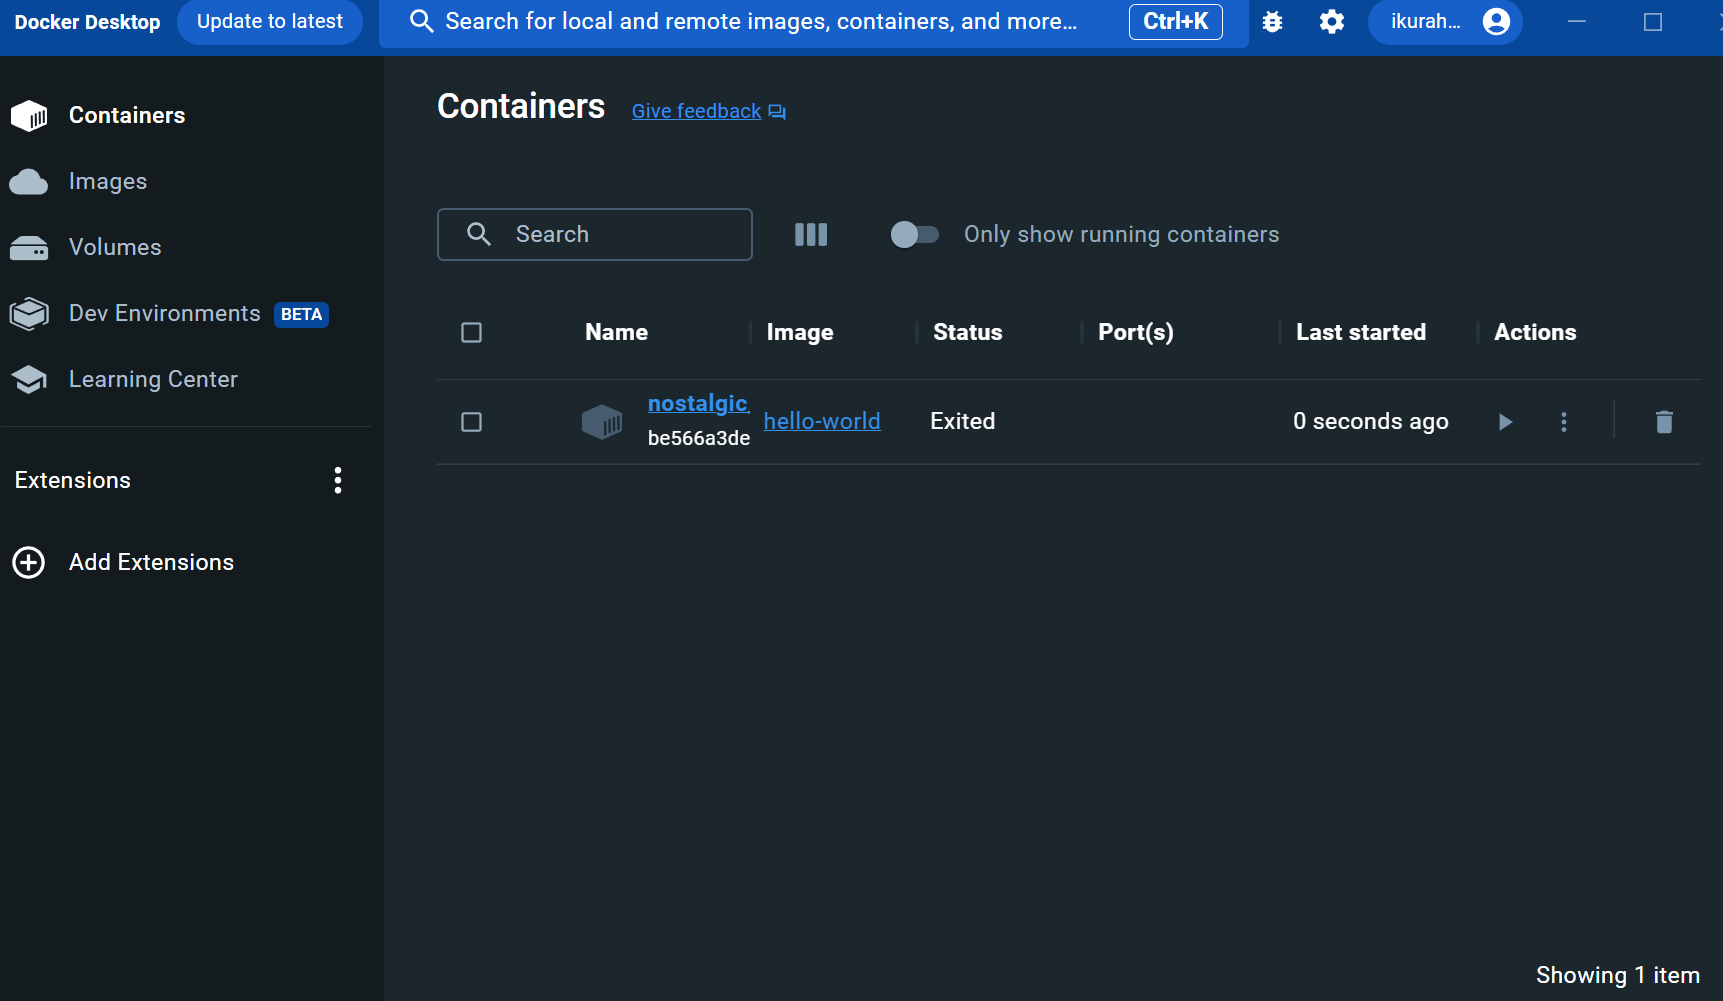 Docker Desktop Update to latest Search for local and remote images, containers, and more... Ctrl+K ikurah...
Containers
Images
Volumes
Dev Environments BETA
Learning Center
Extensions
Add Extensions
Containers Give feedback
Search Only show running containers
Name Image Status Port(s) Last started Actions
nostalgic
be566a3de
hello-world Exited 0 seconds ago
Showing 1 item